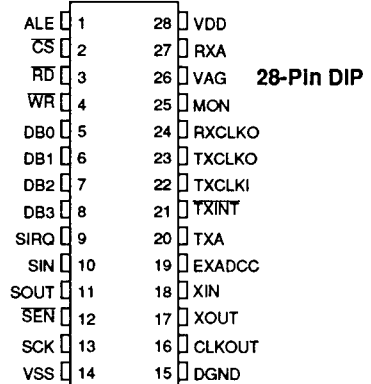 ALE 1 28 VDD
CS 2 27 RXA
RD 3 26 VAG 28-Pin DIP
WR 4 25 MON
DB0 5 24 RXCLKO
DB1 6 23 TXCLKO
DB2 7 22 TXCLKI
DB3 8 21 TXINT
SIRQ 9 20 TXA
SIN 10 19 EXADCC
SOUT 11 18 XIN
SEN 12 17 XOUT
SCK 13 16 CLKOUT
VSS 14 15 DGND